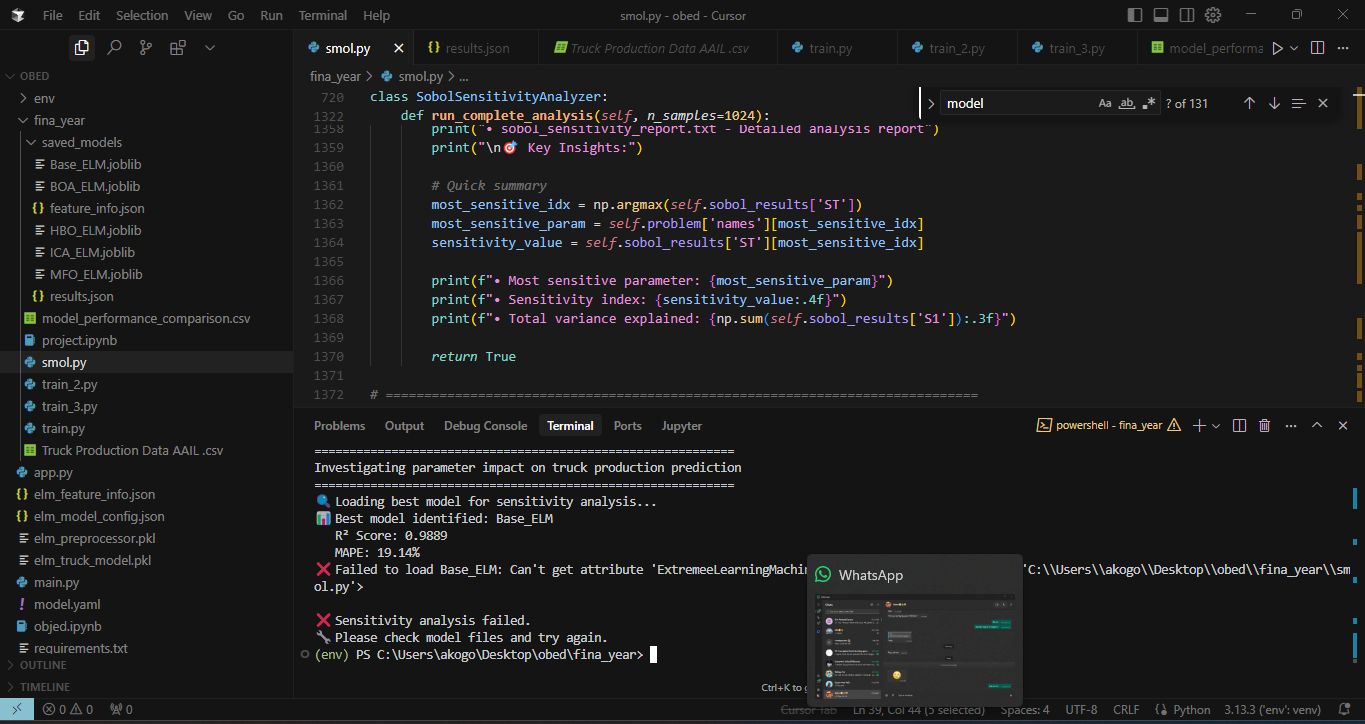 File Edit Selection View Go Run Terminal Help
smol.py - obed - Cursor
smol.py
results.json
Truck Production Data AAIL .csv
train.py
train_2.py
train_3.py
model_performa
OBED
env
fina_year
saved_models
Base_ELM.joblib
BOA_ELM.joblib
feature_info.json
HBO_ELM.joblib
ICA_ELM.joblib
MFO_ELM.joblib
results.json
model_performance_comparison.csv
project.ipynb
smol.py
train_2.py
train_3.py
train.py
Truck Production Data AAIL .csv
app.py
elm_feature_info.json
elm_model_config.json
elm_preprocessor.pkl
elm_truck_model.pkl
main.py
model.yaml
objed.ipynb
requirements.txt
OUTLINE
TIMELINE
fina_year > smol.py > ...
model
Aa ab ? of 131
720 class SobolSensitivityAnalyzer:
1322 def run_complete_analysis(self, n_samples=1024):
1358 print("• sobol_sensitivity_report.txt - Detailed analysis report")
1359 print("\n🎯 Key Insights:")
1360
1361 # Quick summary
1362 most_sensitive_idx = np.argmax(self.sobol_results['ST'])
1363 most_sensitive_param = self.problem['names'][most_sensitive_idx]
1364 sensitivity_value = self.sobol_results['ST'][most_sensitive_idx]
1365
1366 print(f"• Most sensitive parameter: {most_sensitive_param}")
1367 print(f"• Sensitivity index: {sensitivity_value:.4f}")
1368 print(f"• Total variance explained: {np.sum(self.sobol_results['S1']):.3f}")
1369
1370 return True
1371
1372 # ===========================================================================
Problems Output Debug Console Terminal Ports Jupyter
powershell - fina_year
============================================================
Investigating parameter impact on truck production prediction
============================================================
🔍 Loading best model for sensitivity analysis...
📊 Best model identified: Base_ELM
R² Score: 0.9889
MAPE: 19.14%
❌ Failed to load Base_ELM: Can't get attribute 'ExtremeeLearningMachin 'C:\\Users\\akogo\\Desktop\\obed\\fina_year\\sm
ol.py'>
❌ Sensitivity analysis failed.
🔧 Please check model files and try again.
(env) PS C:\Users\akogo\Desktop\obed\fina_year>
WhatsApp
Ctrl+K to g
0 0 0
Cursor Tab Ln 39, Col 44 (5 selected) Spaces: 4 UTF-8 CRLF {} Python 3.13.3 ('env': venv)